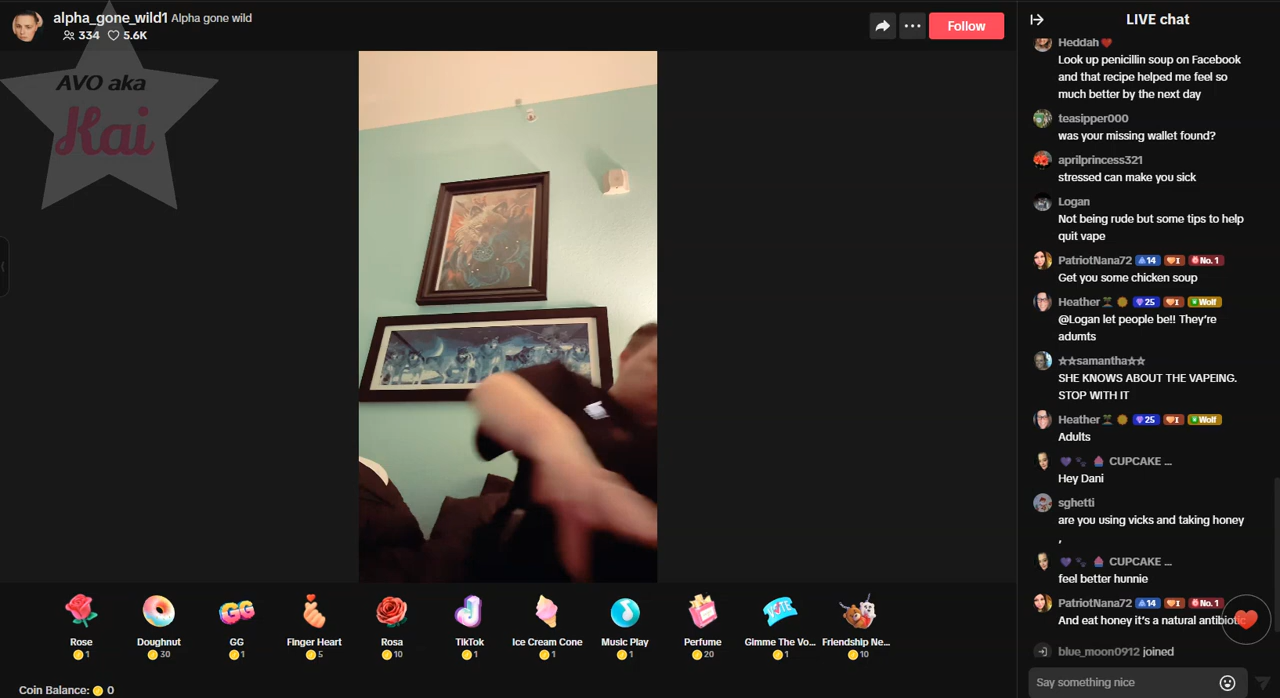 alpha_gone_wild1 Alpha gone wild
334 5.6K
Follow
AVO aka
Kai
LIVE chat
Heddah
Look up penicillin soup on Facebook
and that recipe helped me feel so
much better by the next day
teasipper000
was your missing wallet found?
aprilprincess321
stressed can make you sick
Logan
Not being rude but some tips to help
quit vape
PatriotNana72 14 I No. 1
Get you some chicken soup
Heather 25 I Wolf
@Logan let people be!! They're
adumts
☆☆samantha☆☆
SHE KNOWS ABOUT THE VAPEING.
STOP WITH IT
Heather 25 I Wolf
Adults
CUPCAKE ...
Hey Dani
sghetti
are you using vicks and taking honey
,
CUPCAKE ...
feel better hunnie
PatriotNana72 14 I No. 1
And eat honey it's a natural antibiotic
blue_moon0912 joined
Say something nice
GG
VOTE
Rose Doughnut GG Finger Heart Rosa TikTok Ice Cream Cone Music Play Perfume Gimme The Vo... Friendship Ne...
1 30 1 5 10 1 1 1 20 1 10
Coin Balance: 0